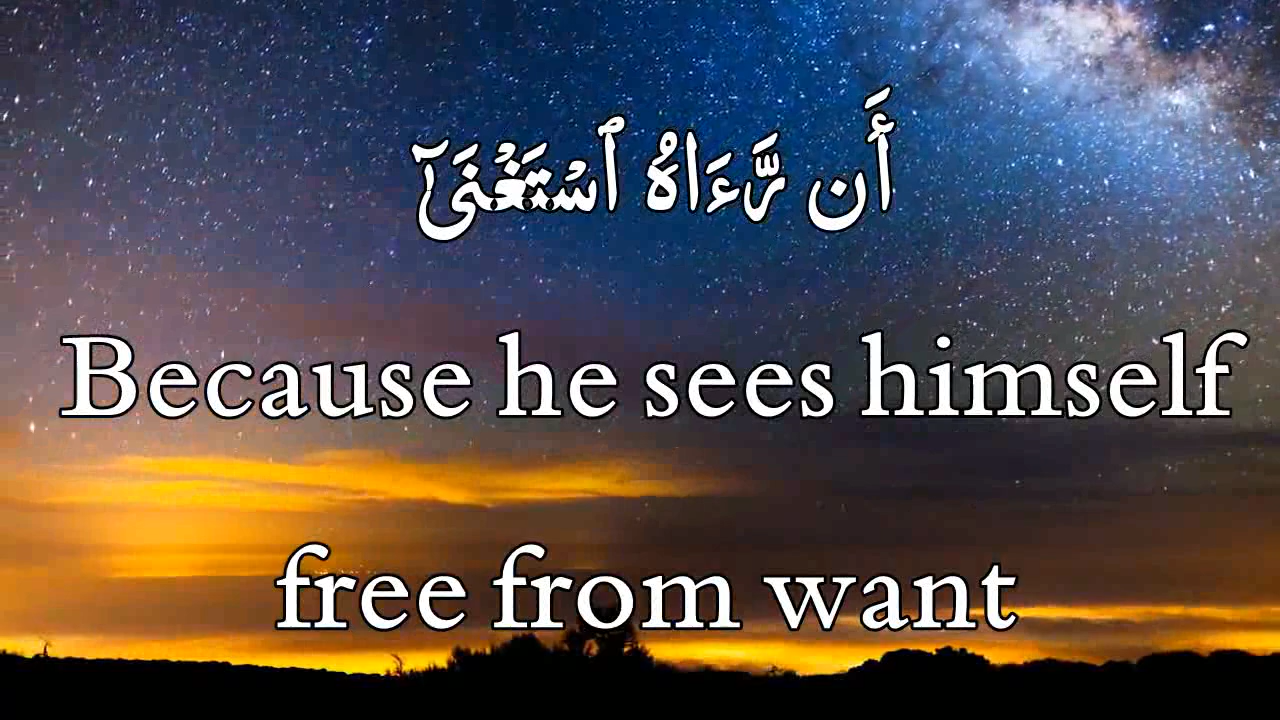 أَن رَّءَاهُ ٱسْتَغْنَىٰٓ
Because he sees himself
free from want